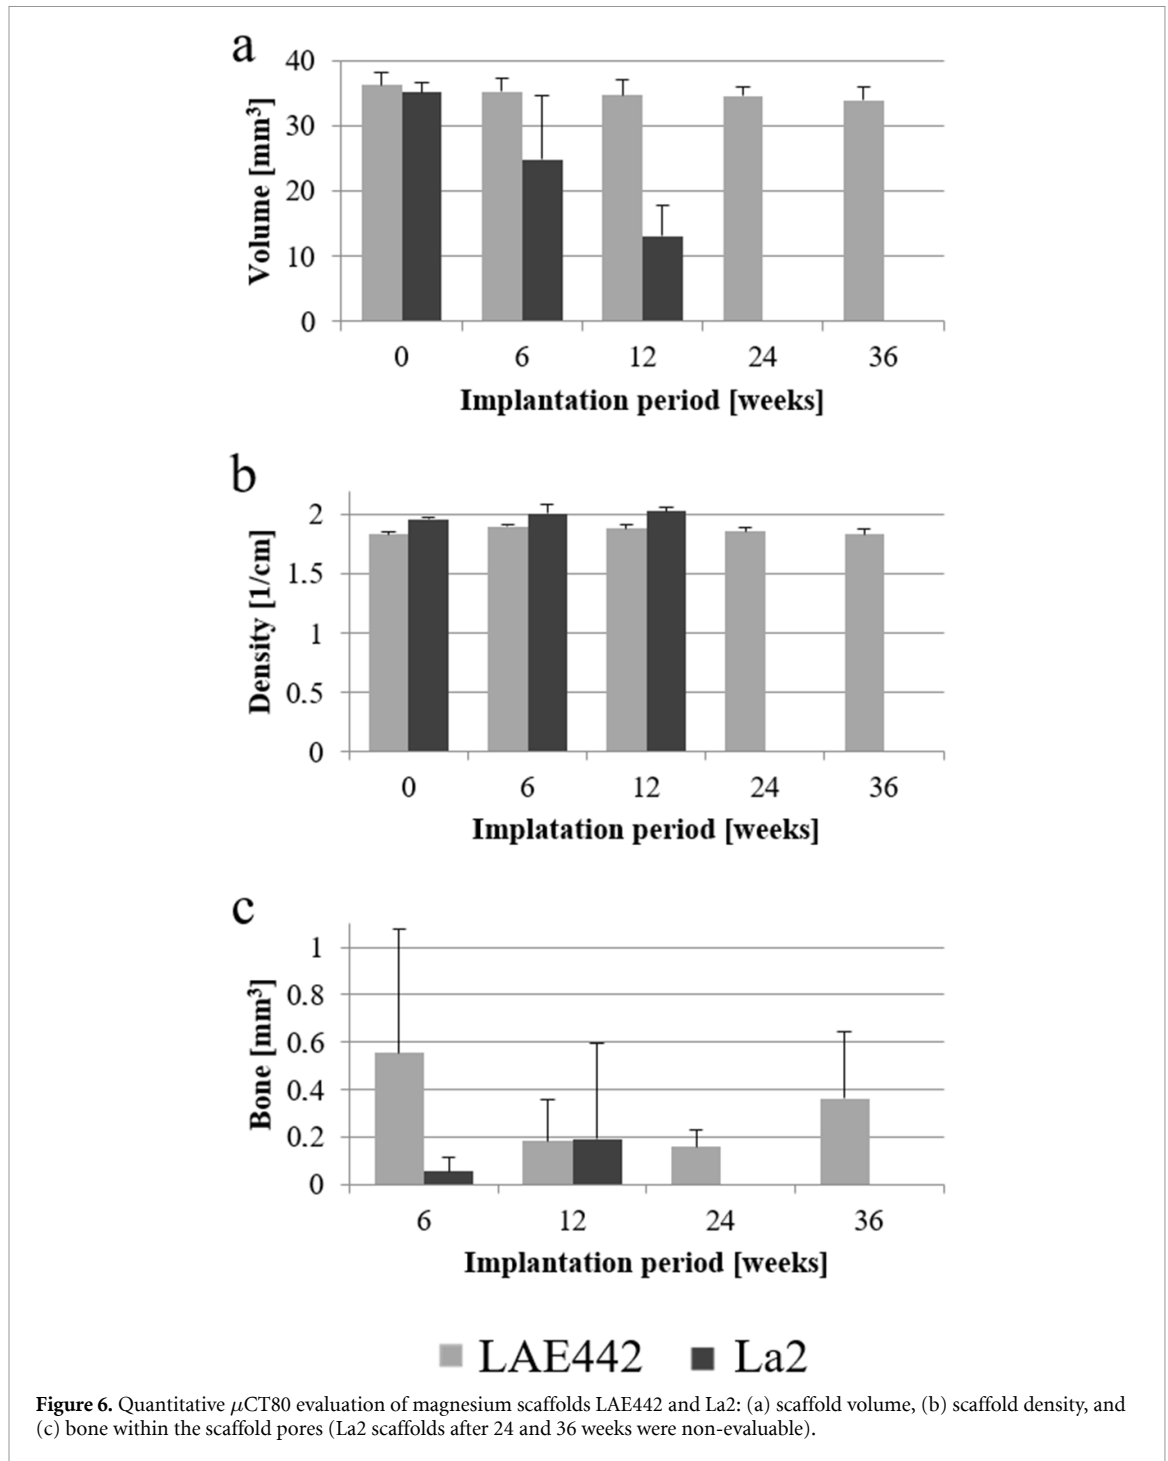 a
40
30
20
10
0
Volume [mm³]
0 6 12 24 36
Implantation period [weeks]
b
2
1.5
1
0.5
0
Density [1/cm]
0 6 12 24 36
Implatation period [weeks]
c
1
0.8
0.6
0.4
0.2
0
Bone [mm³]
6 12 24 36
Implantation period [weeks]
LAE442 La2
Figure 6. Quantitative μCT80 evaluation of magnesium scaffolds LAE442 and La2: (a) scaffold volume, (b) scaffold density, and
(c) bone within the scaffold pores (La2 scaffolds after 24 and 36 weeks were non-evaluable).